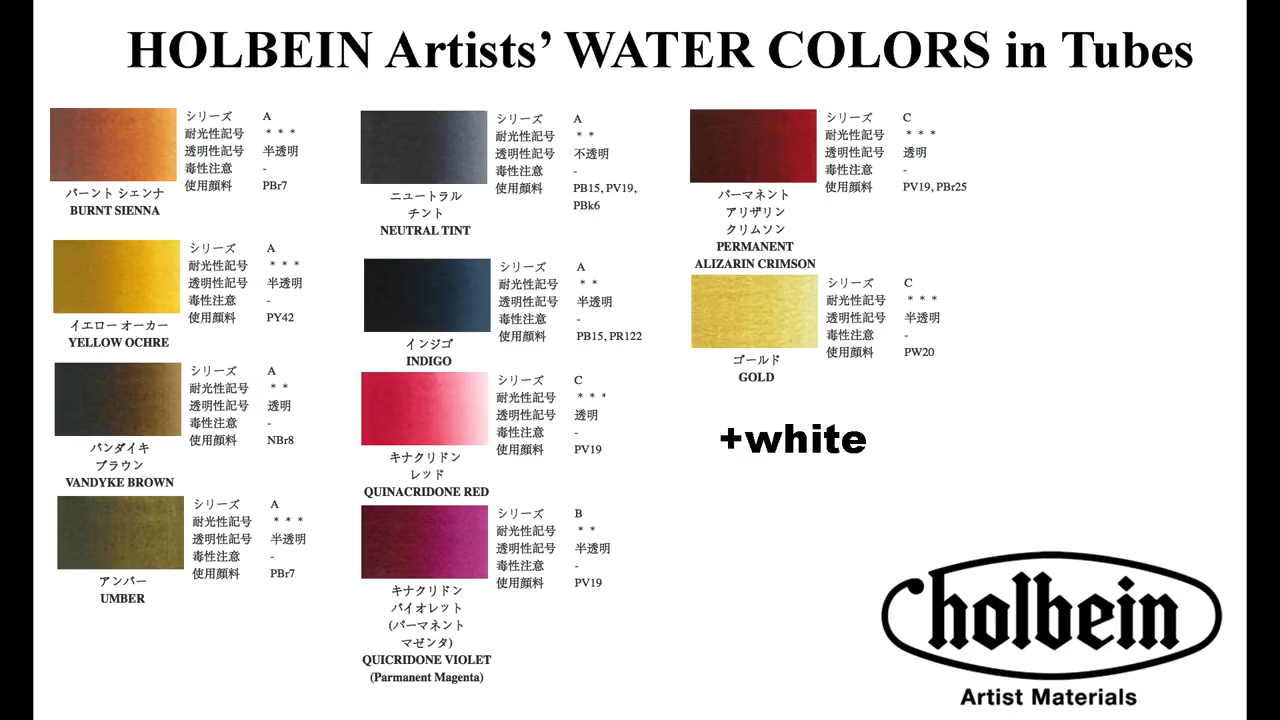 HOLBEIN Artists’ WATER COLORS in Tubes
シリーズ A
耐光性記号 * * *
透明性記号 半透明
毒性注意 -
使用顔料 PBr7
バーント シェンナ
BURNT SIENNA
シリーズ A
耐光性記号 * * *
透明性記号 半透明
毒性注意 -
使用顔料 PY42
イエロー オーカー
YELLOW OCHRE
シリーズ A
耐光性記号 * *
透明性記号 透明
毒性注意 -
使用顔料 NBr8
バンダイキ
ブラウン
VANDYKE BROWN
シリーズ A
耐光性記号 * * *
透明性記号 半透明
毒性注意 -
使用顔料 PBr7
アンバー
UMBER
シリーズ A
耐光性記号 * *
透明性記号 不透明
毒性注意 -
使用顔料 PB15, PV19,
PBk6
ニュートラル
チント
NEUTRAL TINT
シリーズ A
耐光性記号 * *
透明性記号 半透明
毒性注意 -
使用顔料 PB15, PR122
インジゴ
INDIGO
シリーズ C
耐光性記号 * * *
透明性記号 透明
毒性注意 -
使用顔料 PV19
キナクリドン
レッド
QUINACRIDONE RED
シリーズ B
耐光性記号 * *
透明性記号 半透明
毒性注意 -
使用顔料 PV19
キナクリドン
バイオレット
(パーマネント
マゼンタ)
QUICRIDONE VIOLET
(Parmanent Magenta)
シリーズ C
耐光性記号 * * *
透明性記号 透明
毒性注意 -
使用顔料 PV19, PBr25
パーマネント
アリザリン
クリムソン
PERMANENT
ALIZARIN CRIMSON
シリーズ C
耐光性記号 * * *
透明性記号 半透明
毒性注意 -
使用顔料 PW20
ゴールド
GOLD
+white
holbein
Artist Materials